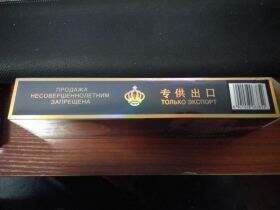 ПРОДАЖА
НЕСОВЕРШЕННОЛЕТНИМ
ЗАПРЕЩЕНА
专供出口
ТОЛЬКО ЭКСПОРТ